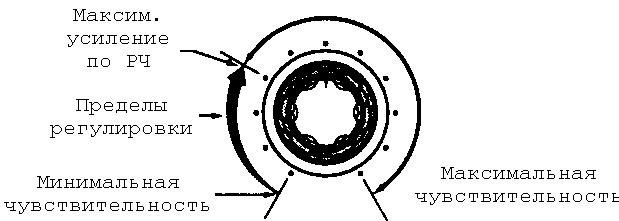 Максим.
усиление
по РЧ
Пределы
регулировки
Минимальная
чувствительность
Максимальная
чувствительность